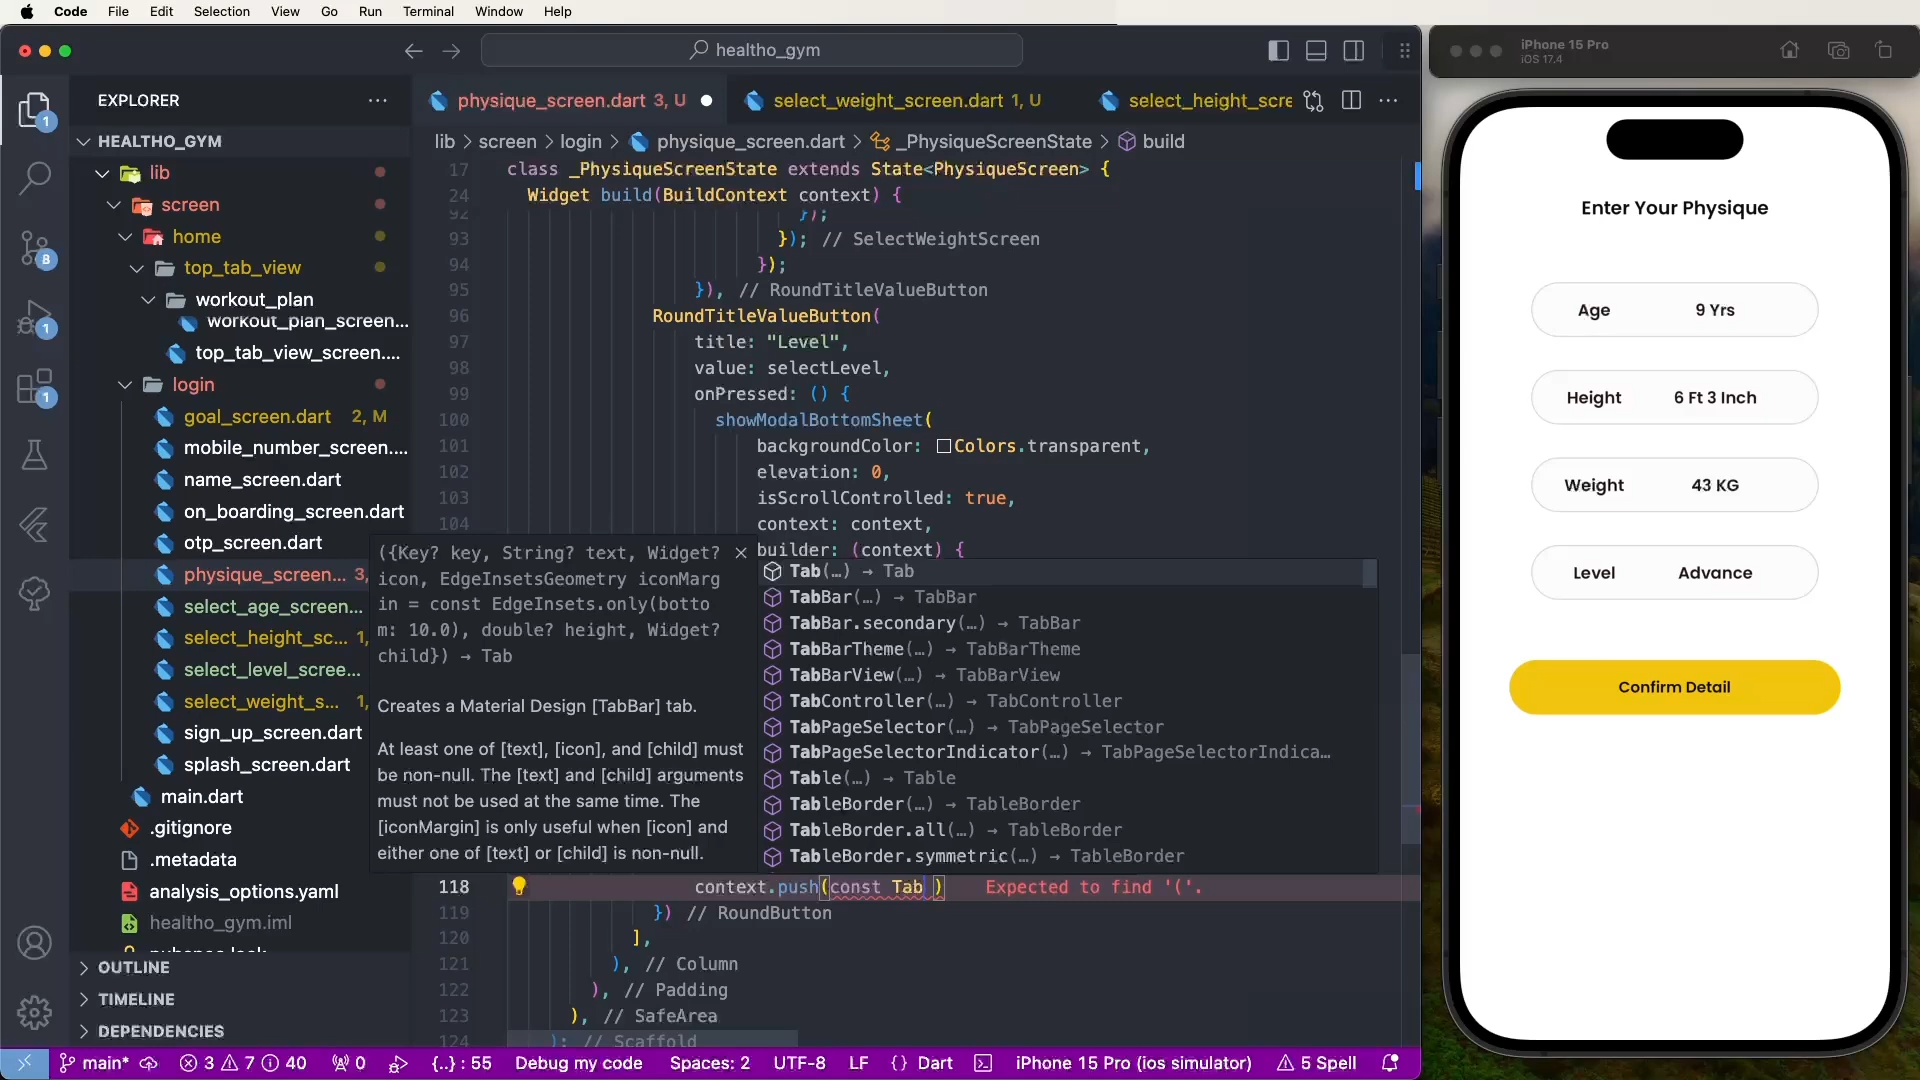 Code File Edit Selection View Go Run Terminal Window Help
healtho_gym
iPhone 15 Pro
iOS 17.4
EXPLORER
HEALTHO_GYM
lib
screen
home
top_tab_view
workout_plan
workout_plan_screen...
top_tab_view_screen....
login
goal_screen.dart 2, M
mobile_number_screen....
name_screen.dart
on_boarding_screen.dart
otp_screen.dart
physique_screen... 3,
select_age_screen...
select_height_sc... 1,
select_level_scree...
select_weight_s... 1,
sign_up_screen.dart
splash_screen.dart
main.dart
.gitignore
.metadata
analysis_options.yaml
healtho_gym.iml
pubspec.lock
OUTLINE
TIMELINE
DEPENDENCIES
1
8
1
1
physique_screen.dart 3, U
select_weight_screen.dart 1, U
select_height_scre
lib > screen > login > physique_screen.dart > _PhysiqueScreenState > build
17 class _PhysiqueScreenState extends State<PhysiqueScreen> {
24 Widget build(BuildContext context) {
92 });
93 }); // SelectWeightScreen
94 });
95 }), // RoundTitleValueButton
96 RoundTitleValueButton(
97 title: "Level",
98 value: selectLevel,
99 onPressed: () {
100 showModalBottomSheet(
101 backgroundColor: Colors.transparent,
102 elevation: 0,
103 isScrollControlled: true,
104 context: context,
builder: (context) {
({Key? key, String? text, Widget?
icon, EdgeInsetsGeometry iconMarg
in = const EdgeInsets.only(botto
m: 10.0), double? height, Widget?
child}) → Tab
Creates a Material Design [TabBar] tab.
At least one of [text], [icon], and [child] must
be non-null. The [text] and [child] arguments
must not be used at the same time. The
[iconMargin] is only useful when [icon] and
either one of [text] or [child] is non-null.
Tab(…) → Tab
TabBar(…) → TabBar
TabBar.secondary(…) → TabBar
TabBarTheme(…) → TabBarTheme
TabBarView(…) → TabBarView
TabController(…) → TabController
TabPageSelector(…) → TabPageSelector
TabPageSelectorIndicator(…) → TabPageSelectorIndica…
Table(…) → Table
TableBorder(…) → TableBorder
TableBorder.all(…) → TableBorder
TableBorder.symmetric(…) → TableBorder
118 context.push(const Tab ) Expected to find '('.
119 }) // RoundButton
120 ],
121 ), // Column
122 ), // Padding
123 ), // SafeArea
124 ); // Scaffold
main* 3 7 40 0 {..} : 55 Debug my code Spaces: 2 UTF-8 LF {} Dart iPhone 15 Pro (ios simulator) 5 Spell
Enter Your Physique
Age 9 Yrs
Height 6 Ft 3 Inch
Weight 43 KG
Level Advance
Confirm Detail